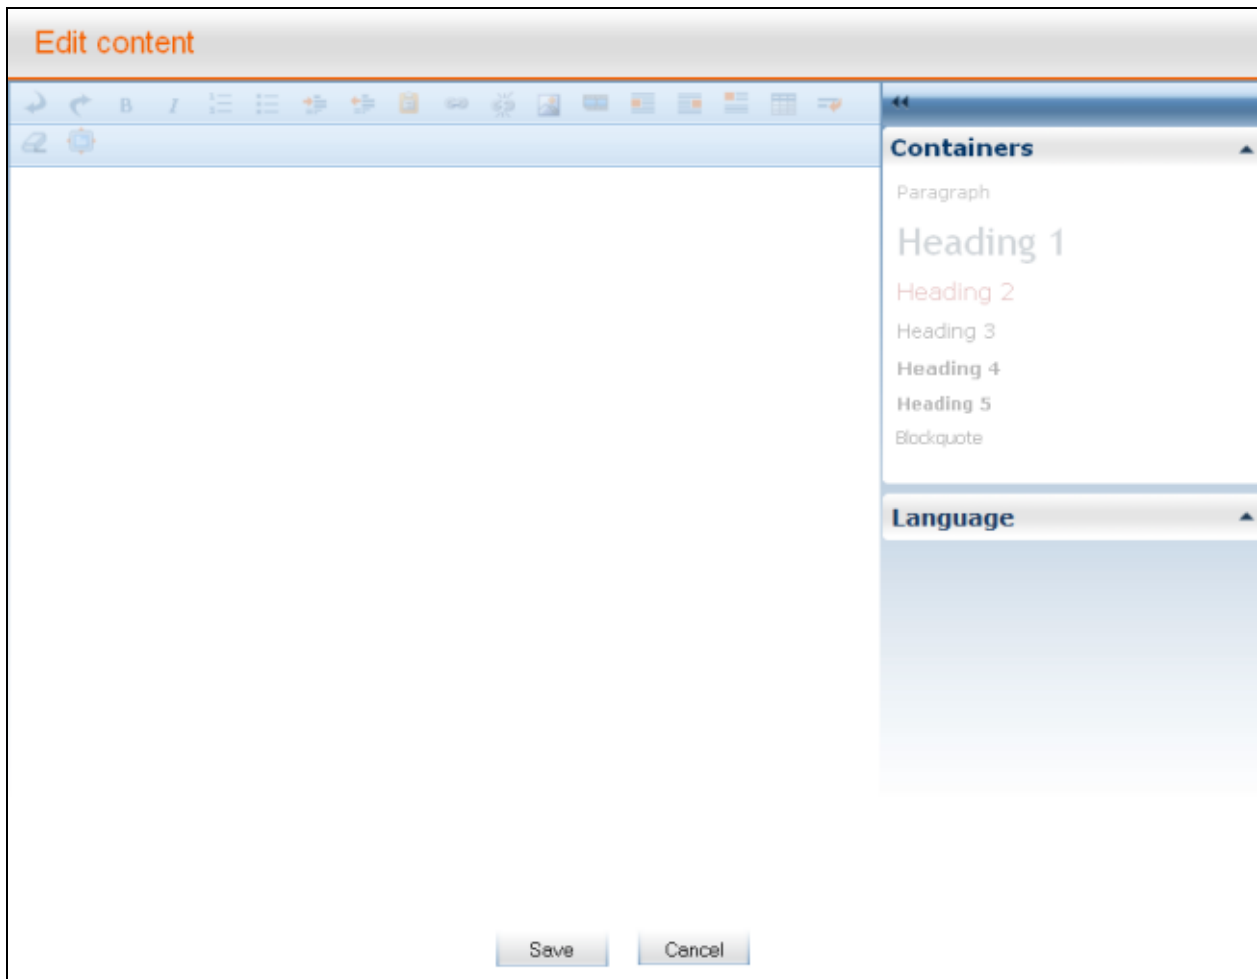 Edit content
B I
Containers
Paragraph
Heading 1
Heading 2
Heading 3
Heading 4
Heading 5
Blockquote
Language
Save Cancel